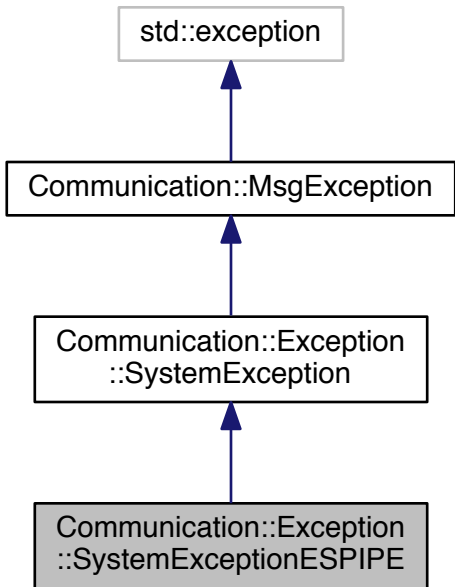 std::exception
Communication::MsgException
Communication::Exception
::SystemException
Communication::Exception
::SystemExceptionESPIPE